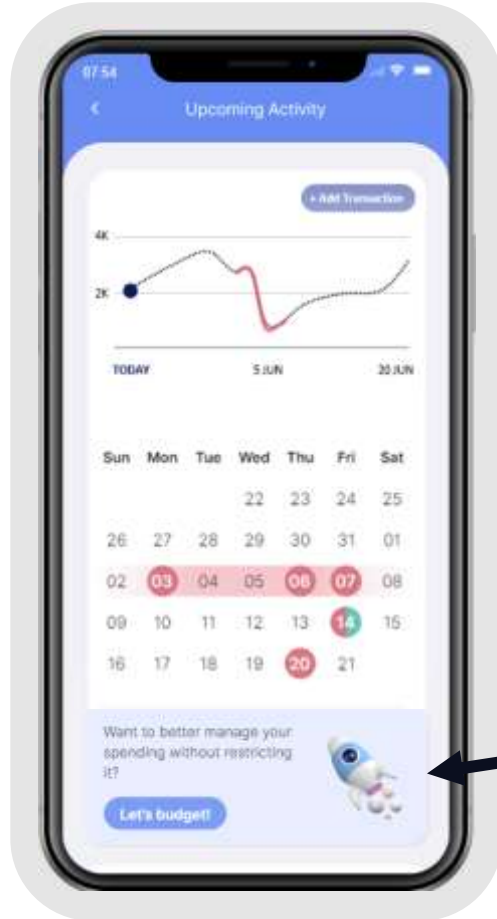 07:54
Upcoming Activity
+ Add Transaction
4K
2K
TODAY 5 JUN 20 JUN
Sun Mon Tue Wed Thu Fri Sat
22 23 24 25
26 27 28 29 30 31 01
02 03 04 05 06 07 08
09 10 11 12 13 14 15
16 17 18 19 20 21
Want to better manage your
spending without restricting
it?
Let's budget!